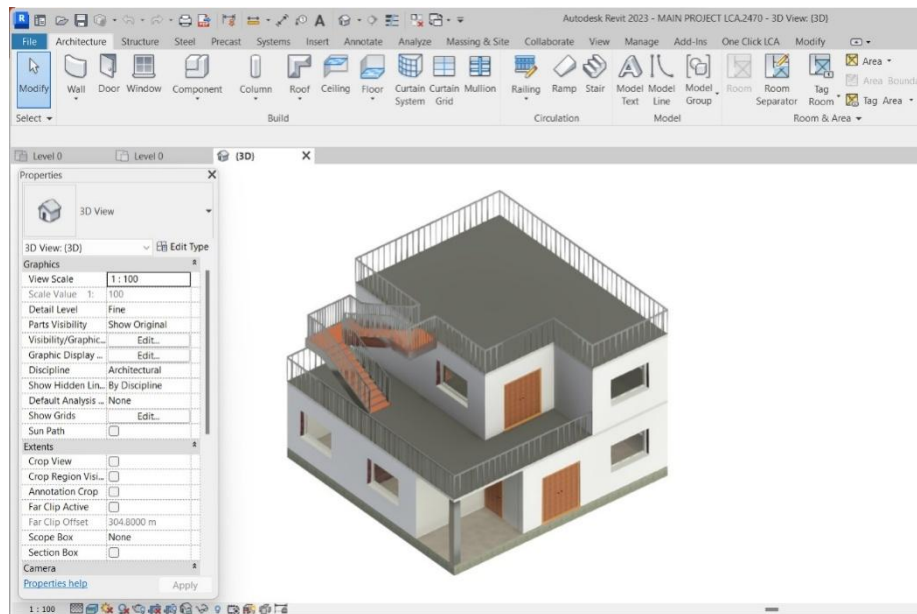 Autodesk Revit 2023 - MAIN PROJECT LCA.2470 - 3D View: {3D}
File Architecture Structure Steel Precast Systems Insert Annotate Analyze Massing & Site Collaborate View Manage Add-Ins One Click LCA Modify
Modify Wall Door Window Component Column Roof Ceiling Floor Curtain System Curtain Grid Mullion Railing Ramp Stair Model Text Model Line Model Group Room Room Separator Tag Room Area
Area Bounda
Tag Area
Select Build Circulation Model Room & Area
Level 0 Level 0 {3D} X
Properties X
3D View
3D View: {3D} Edit Type
Graphics
View Scale 1 : 100
Scale Value 1: 100
Detail Level Fine
Parts Visibility Show Original
Visibility/Graphic... Edit...
Graphic Display ... Edit...
Discipline Architectural
Show Hidden Lin... By Discipline
Default Analysis ... None
Show Grids Edit...
Sun Path
Extents
Crop View
Crop Region Visi...
Annotation Crop
Far Clip Active
Far Clip Offset 304.8000 m
Scope Box None
Section Box
Camera
Properties help Apply
1 : 100